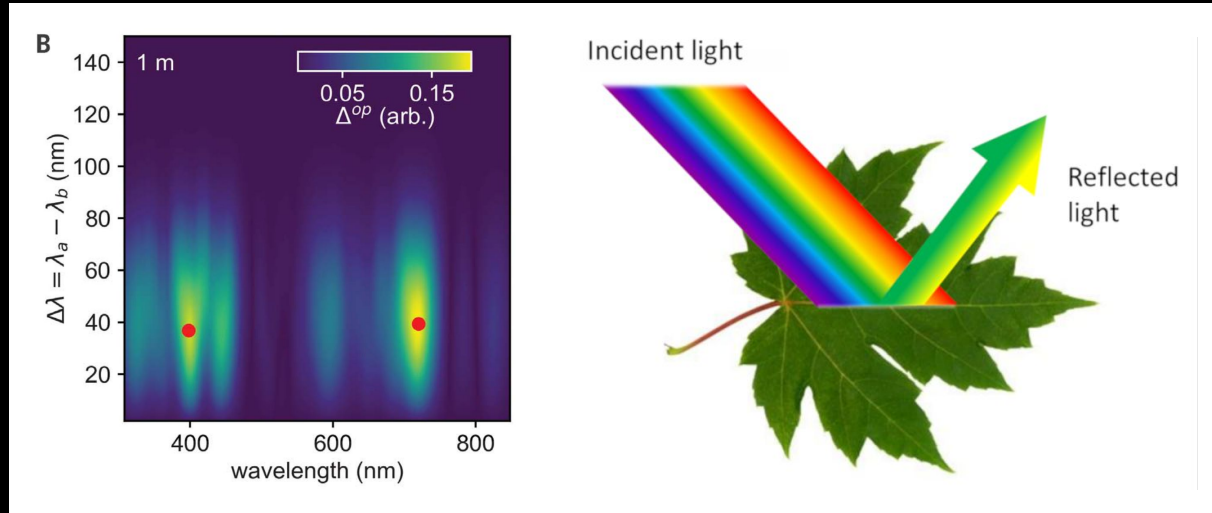 B
1 m
0.05 0.15
Δ^{op} (arb.)
140
120
100
80
60
40
20
Δλ = λ_a − λ_b (nm)
400 600 800
wavelength (nm)
Incident light
Reflected
light